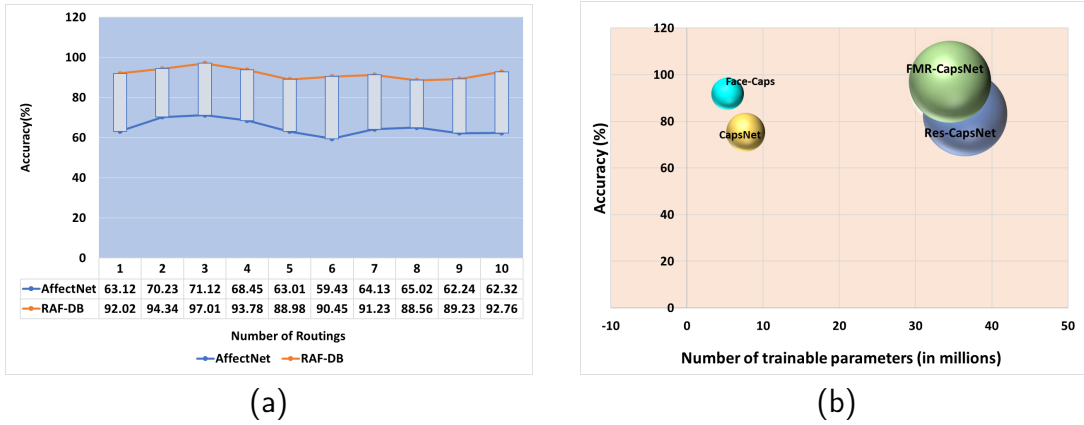 120
100
80
60
40
20
0
Accuracy(%)
1 2 3 4 5 6 7 8 9 10
AffectNet 63.12 70.23 71.12 68.45 63.01 59.43 64.13 65.02 62.24 62.32
RAF-DB 92.02 94.34 97.01 93.78 88.98 90.45 91.23 88.56 89.23 92.76
Number of Routings
AffectNet RAF-DB
(a)
120
100
80
60
40
20
0
Accuracy (%)
Face-Caps
FMR-CapsNet
CapsNet
Res-CapsNet
-10 0 10 20 30 40 50
Number of trainable parameters (in millions)
(b)